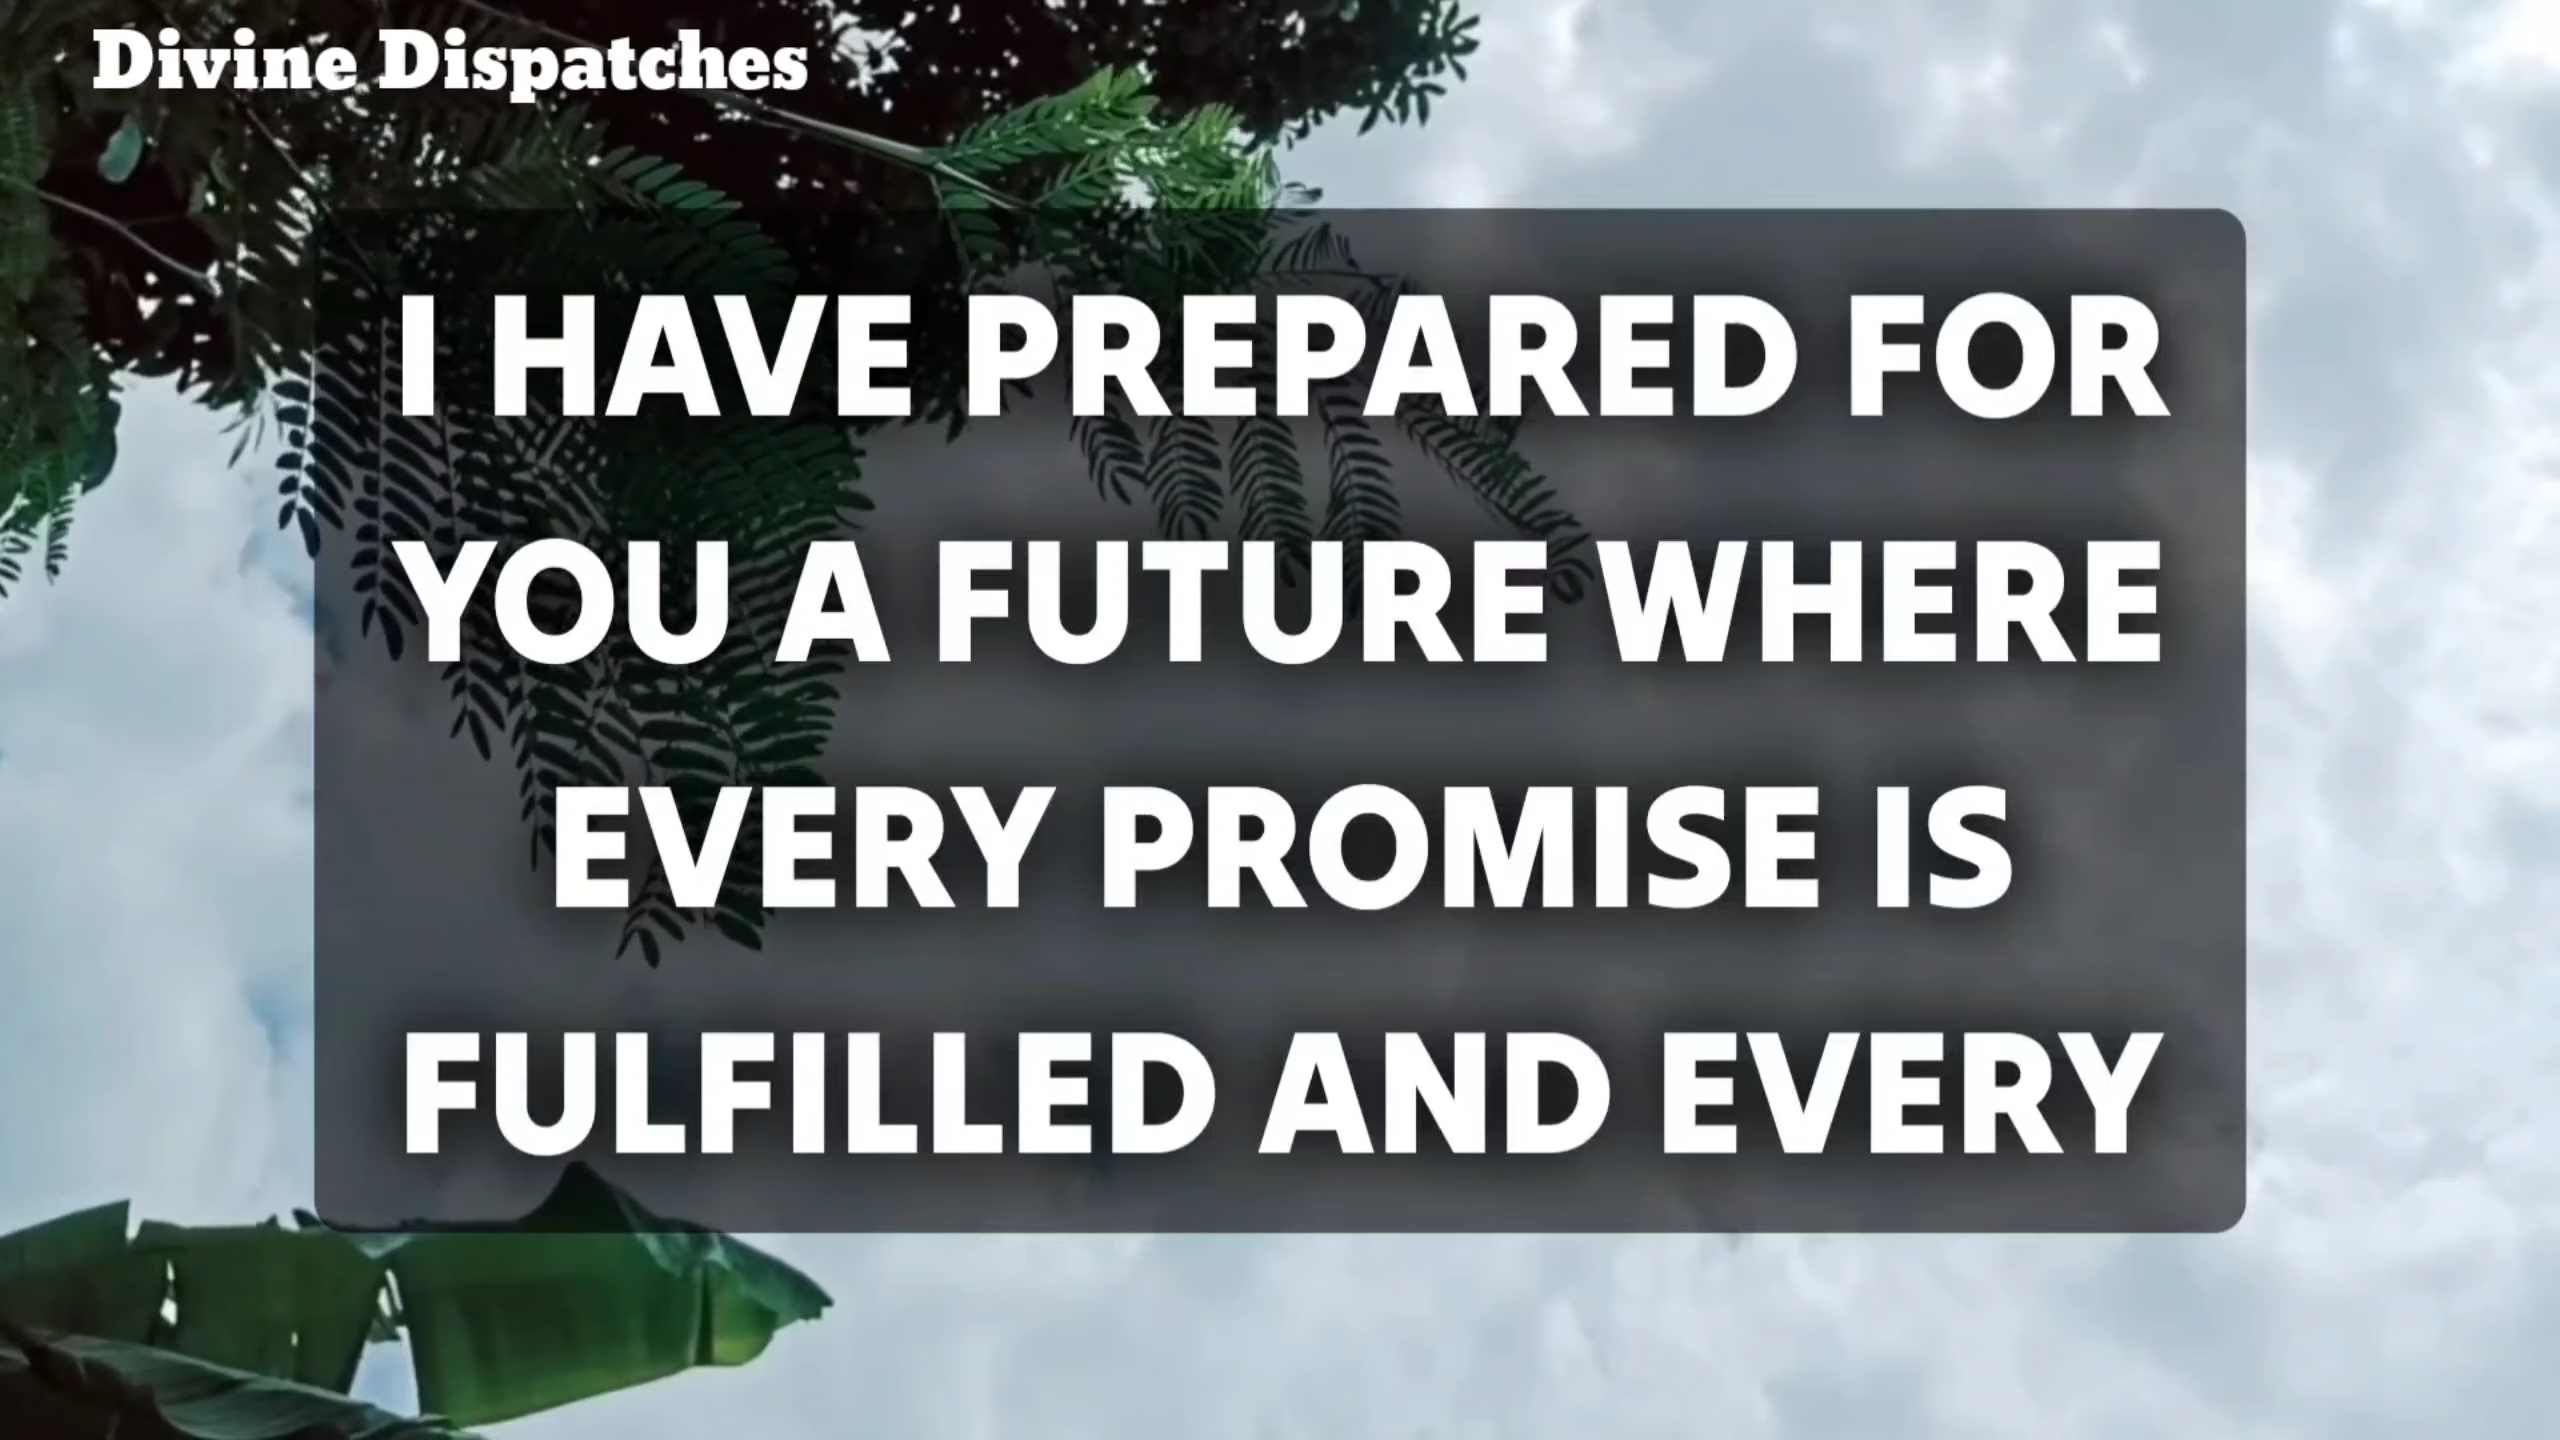 Divine Dispatches
I HAVE PREPARED FOR
YOU A FUTURE WHERE
EVERY PROMISE IS
FULFILLED AND EVERY